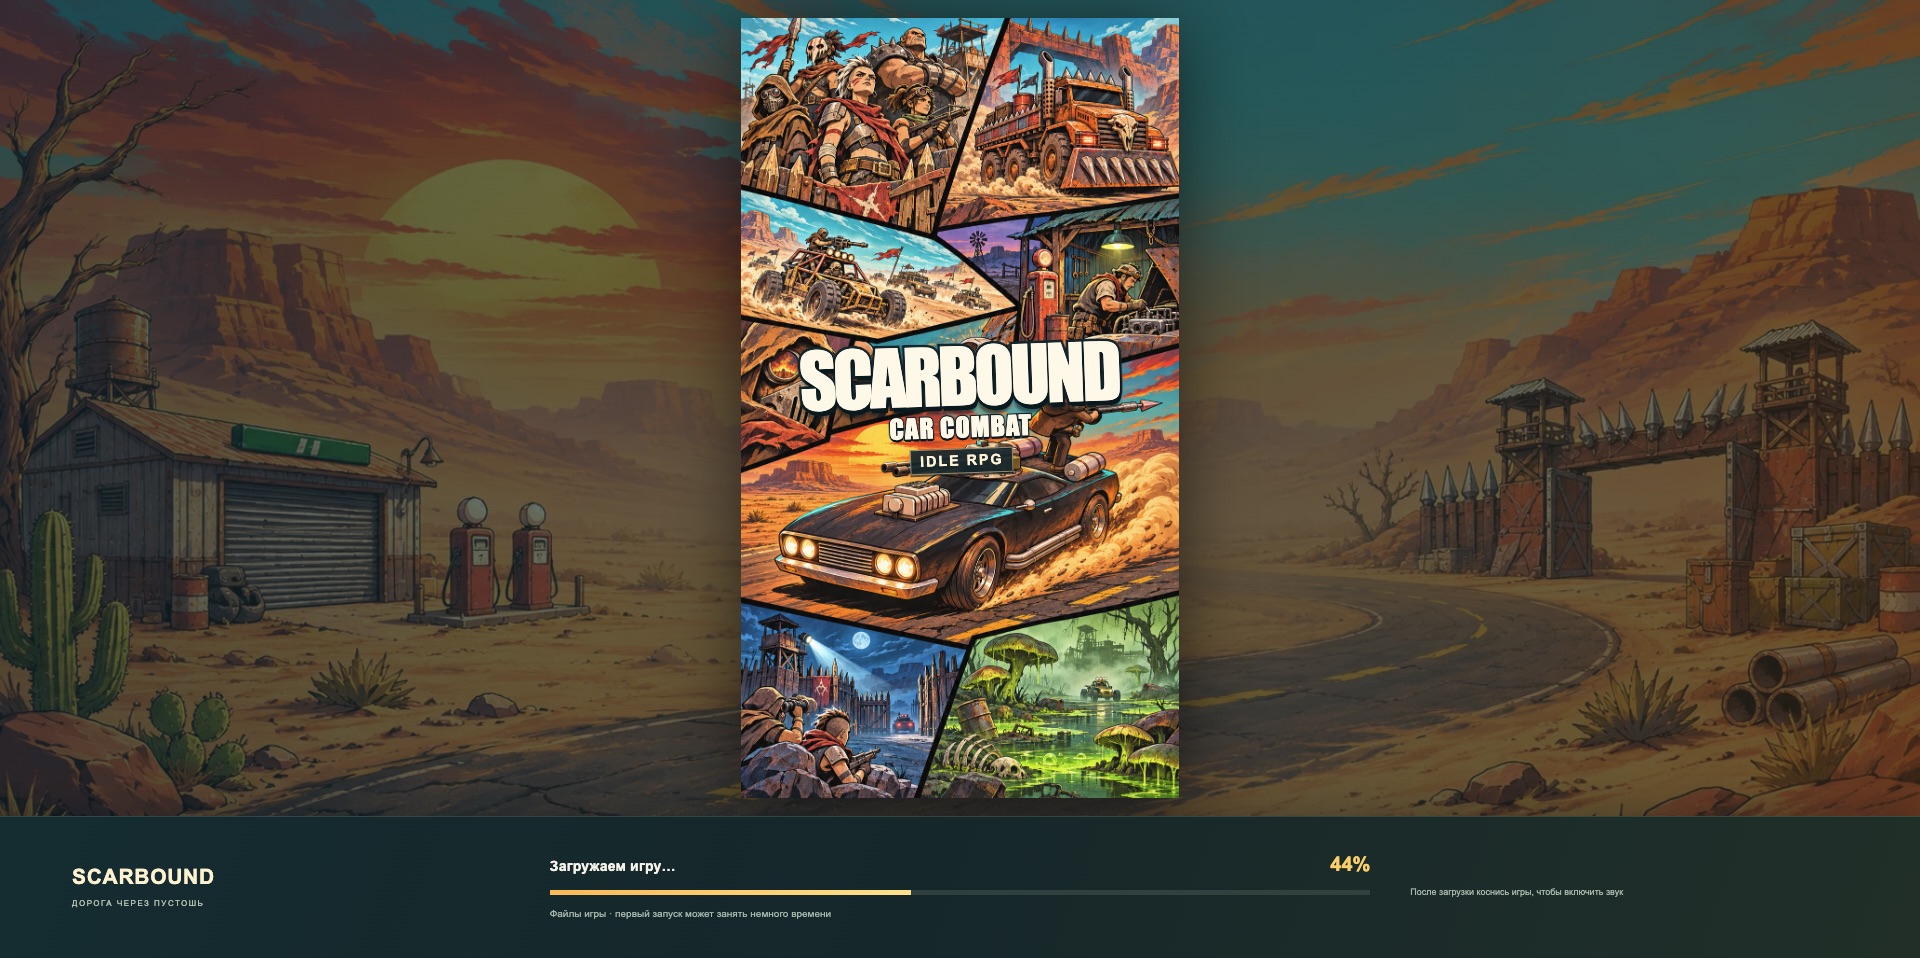 SCARBOUND
CAR COMBAT
IDLE RPG
SCARBOUND
ДОРОГА ЧЕРЕЗ ПУСТОШЬ
Загружаем игру...
44%
Файлы игры · первый запуск может занять немного времени
После загрузки коснись игры, чтобы включить звук